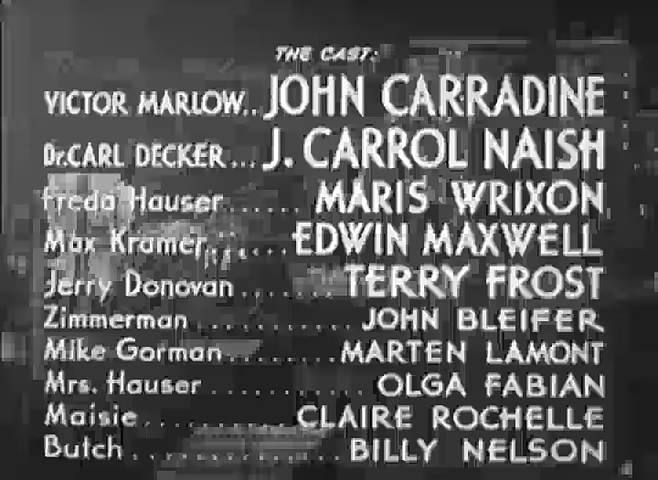 THE CAST:
VICTOR MARLOW.. JOHN CARRADINE
Dr. CARL DECKER... J. CARROL NAISH
Freda Hauser...... MARIS WRIXON
Max Kramer........ EDWIN MAXWELL
Jerry Donovan....... TERRY FROST
Zimmerman........... JOHN BLEIFER
Mike Gorman......... MARTEN LAMONT
Mrs. Hauser............ OLGA FABIAN
Maisie.......... CLAIRE ROCHELLE
Butch.............. BILLY NELSON